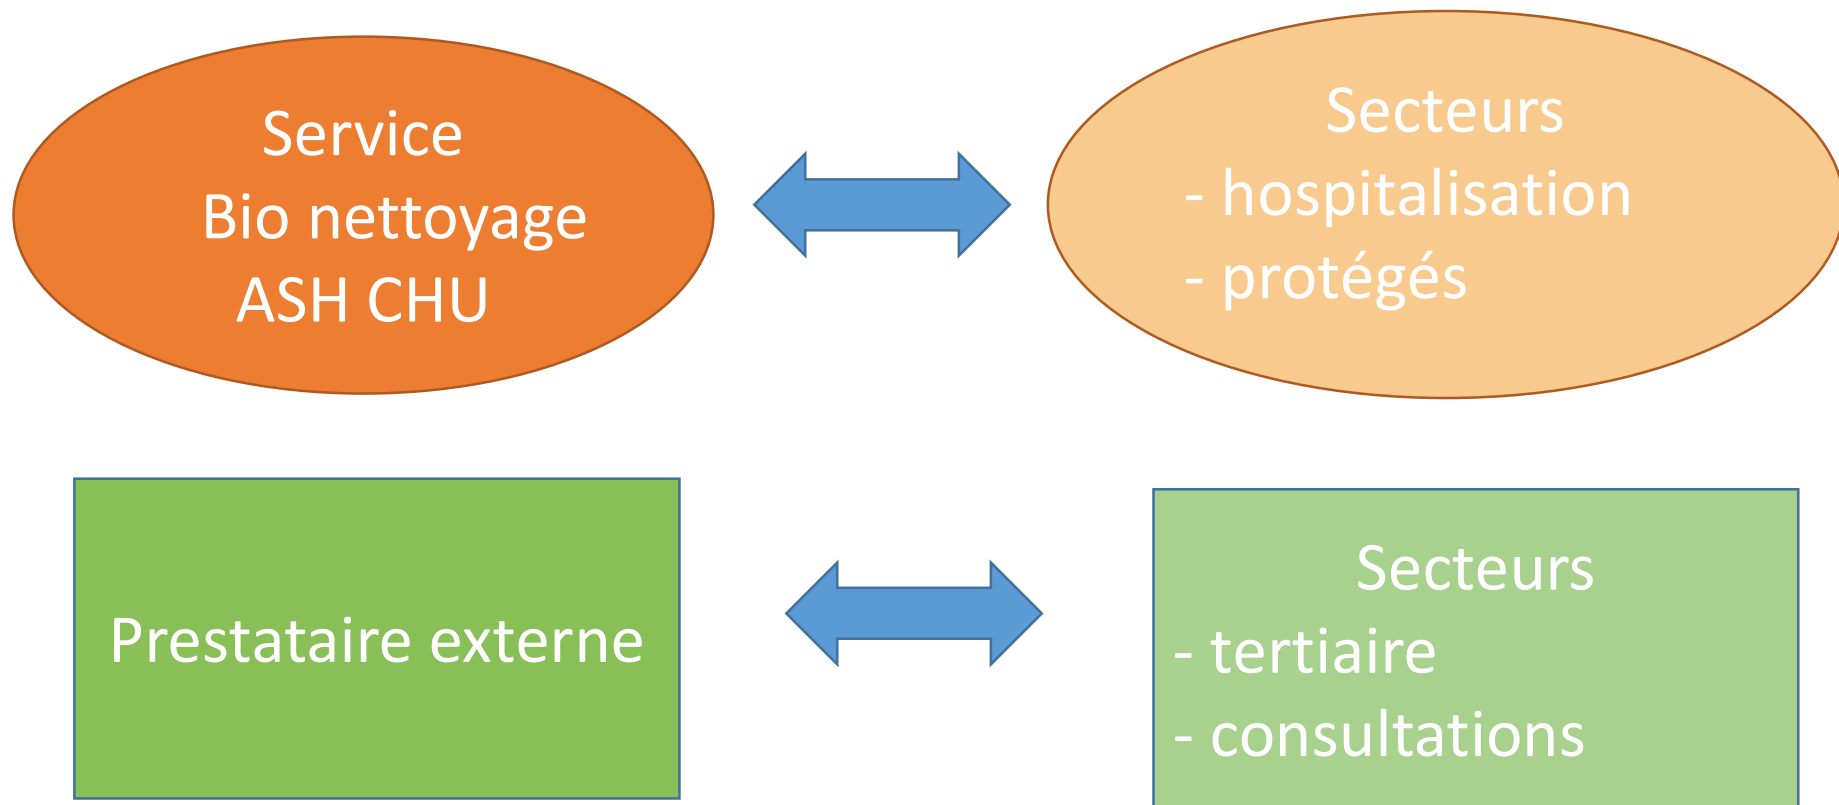 Service
Bio nettoyage
ASH CHU
Secteurs
- hospitalisation
- protégés
Prestataire externe
Secteurs
- tertiaire
- consultations